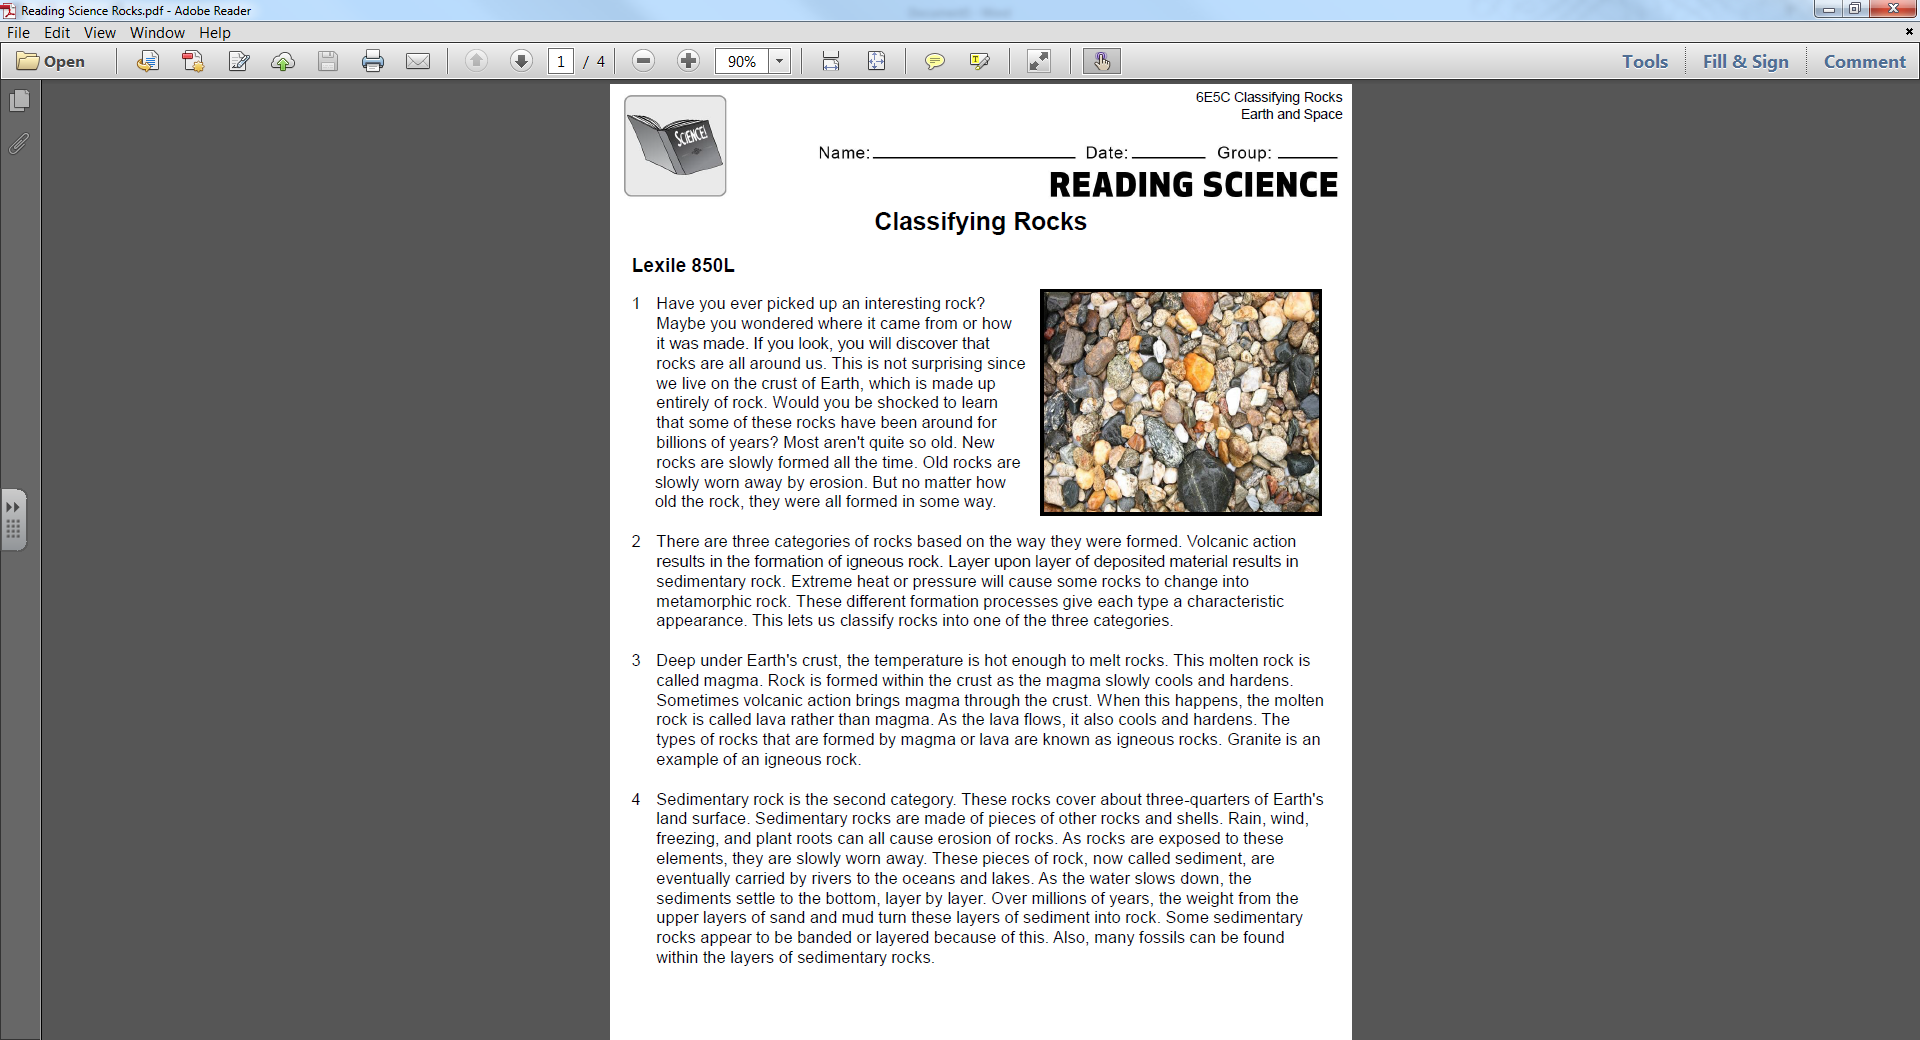 Reading Science Rocks.pdf - Adobe Reader
File Edit View Window Help
Open 1 / 4 90% Tools Fill & Sign Comment
6E5C Classifying Rocks
Earth and Space
SCIENCE!
Name: Date: Group:
READING SCIENCE
Classifying Rocks
Lexile 850L
1 Have you ever picked up an interesting rock?
Maybe you wondered where it came from or how
it was made. If you look, you will discover that
rocks are all around us. This is not surprising since
we live on the crust of Earth, which is made up
entirely of rock. Would you be shocked to learn
that some of these rocks have been around for
billions of years? Most aren't quite so old. New
rocks are slowly formed all the time. Old rocks are
slowly worn away by erosion. But no matter how
old the rock, they were all formed in some way.
2 There are three categories of rocks based on the way they were formed. Volcanic action
results in the formation of igneous rock. Layer upon layer of deposited material results in
sedimentary rock. Extreme heat or pressure will cause some rocks to change into
metamorphic rock. These different formation processes give each type a characteristic
appearance. This lets us classify rocks into one of the three categories.
3 Deep under Earth's crust, the temperature is hot enough to melt rocks. This molten rock is
called magma. Rock is formed within the crust as the magma slowly cools and hardens.
Sometimes volcanic action brings magma through the crust. When this happens, the molten
rock is called lava rather than magma. As the lava flows, it also cools and hardens. The
types of rocks that are formed by magma or lava are known as igneous rocks. Granite is an
example of an igneous rock.
4 Sedimentary rock is the second category. These rocks cover about three-quarters of Earth's
land surface. Sedimentary rocks are made of pieces of other rocks and shells. Rain, wind,
freezing, and plant roots can all cause erosion of rocks. As rocks are exposed to these
elements, they are slowly worn away. These pieces of rock, now called sediment, are
eventually carried by rivers to the oceans and lakes. As the water slows down, the
sediments settle to the bottom, layer by layer. Over millions of years, the weight from the
upper layers of sand and mud turn these layers of sediment into rock. Some sedimentary
rocks appear to be banded or layered because of this. Also, many fossils can be found
within the layers of sedimentary rocks.